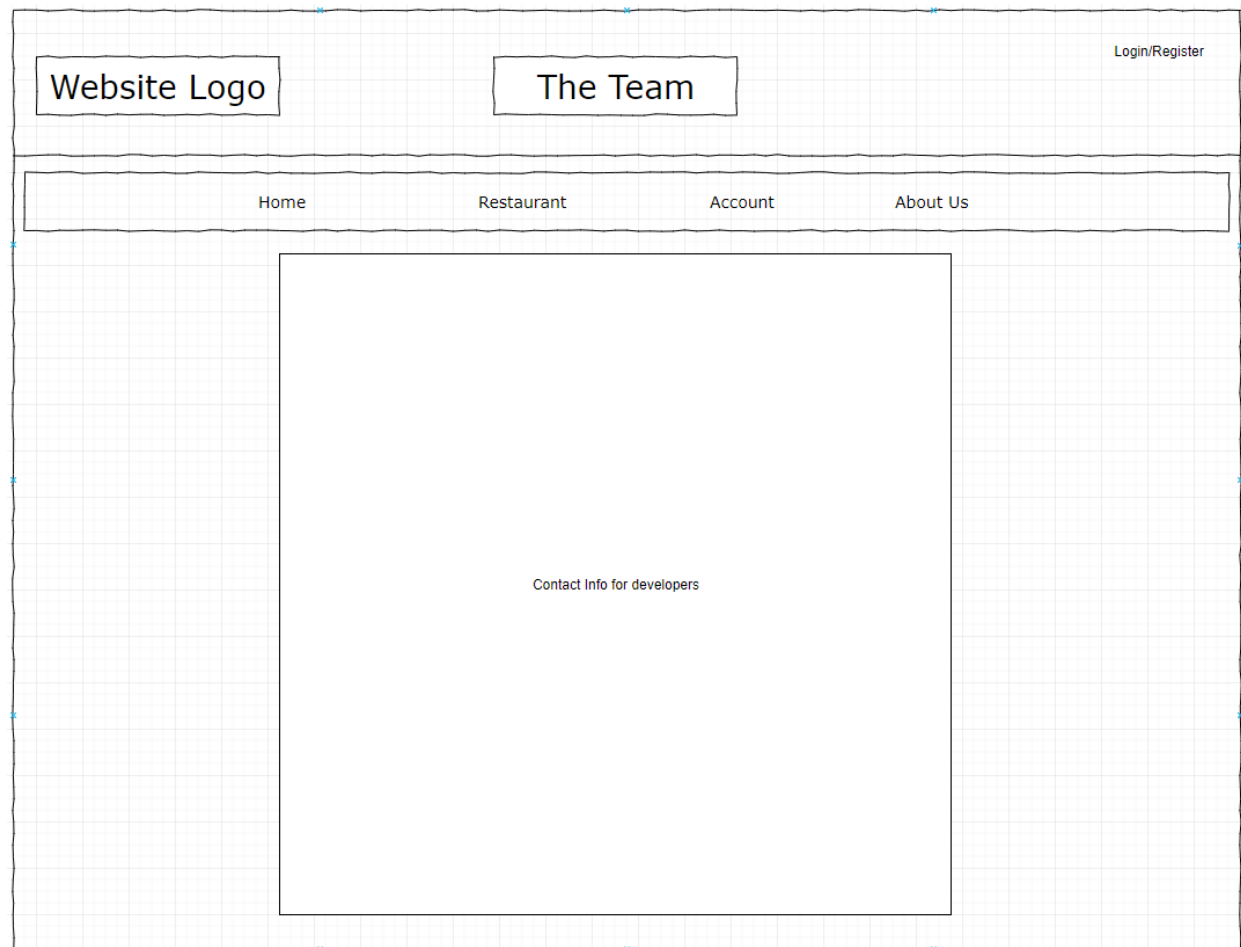 Login/Register
Website Logo
The Team
Home
Restaurant
Account
About Us
Contact Info for developers